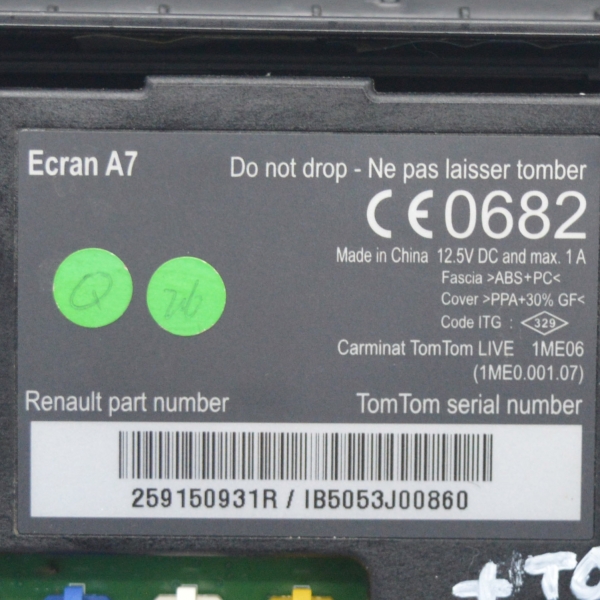 Ecran A7
Do not drop - Ne pas laisser tomber
CE0682
Made in China 12.5V DC and max. 1 A
Fascia >ABS+PC<
Cover >PPA+30% GF<
Code ITG : 329
Carminat TomTom LIVE 1ME06
(1ME0.001.07)
Renault part number TomTom serial number
259150931R / IB5053J00860
Q
+TO